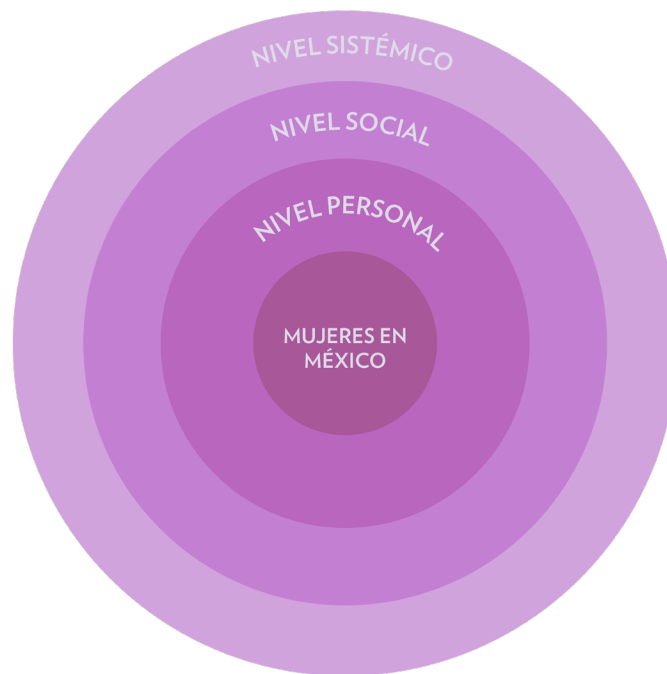 NIVEL SISTÉMICO
NIVEL SOCIAL
NIVEL PERSONAL
MUJERES EN
MÉXICO